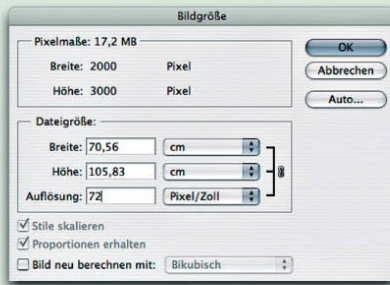 Bildgröße
Pixelmaße: 17,2 MB
OK
Breite: 2000 Pixel
Abbrechen
Höhe: 3000 Pixel
Auto...
Dateigröße:
Breite: 70,56 cm
Höhe: 105,83 cm
Auflösung: 72 Pixel/Zoll
Stile skalieren
Proportionen erhalten
Bild neu berechnen mit: Bikubisch